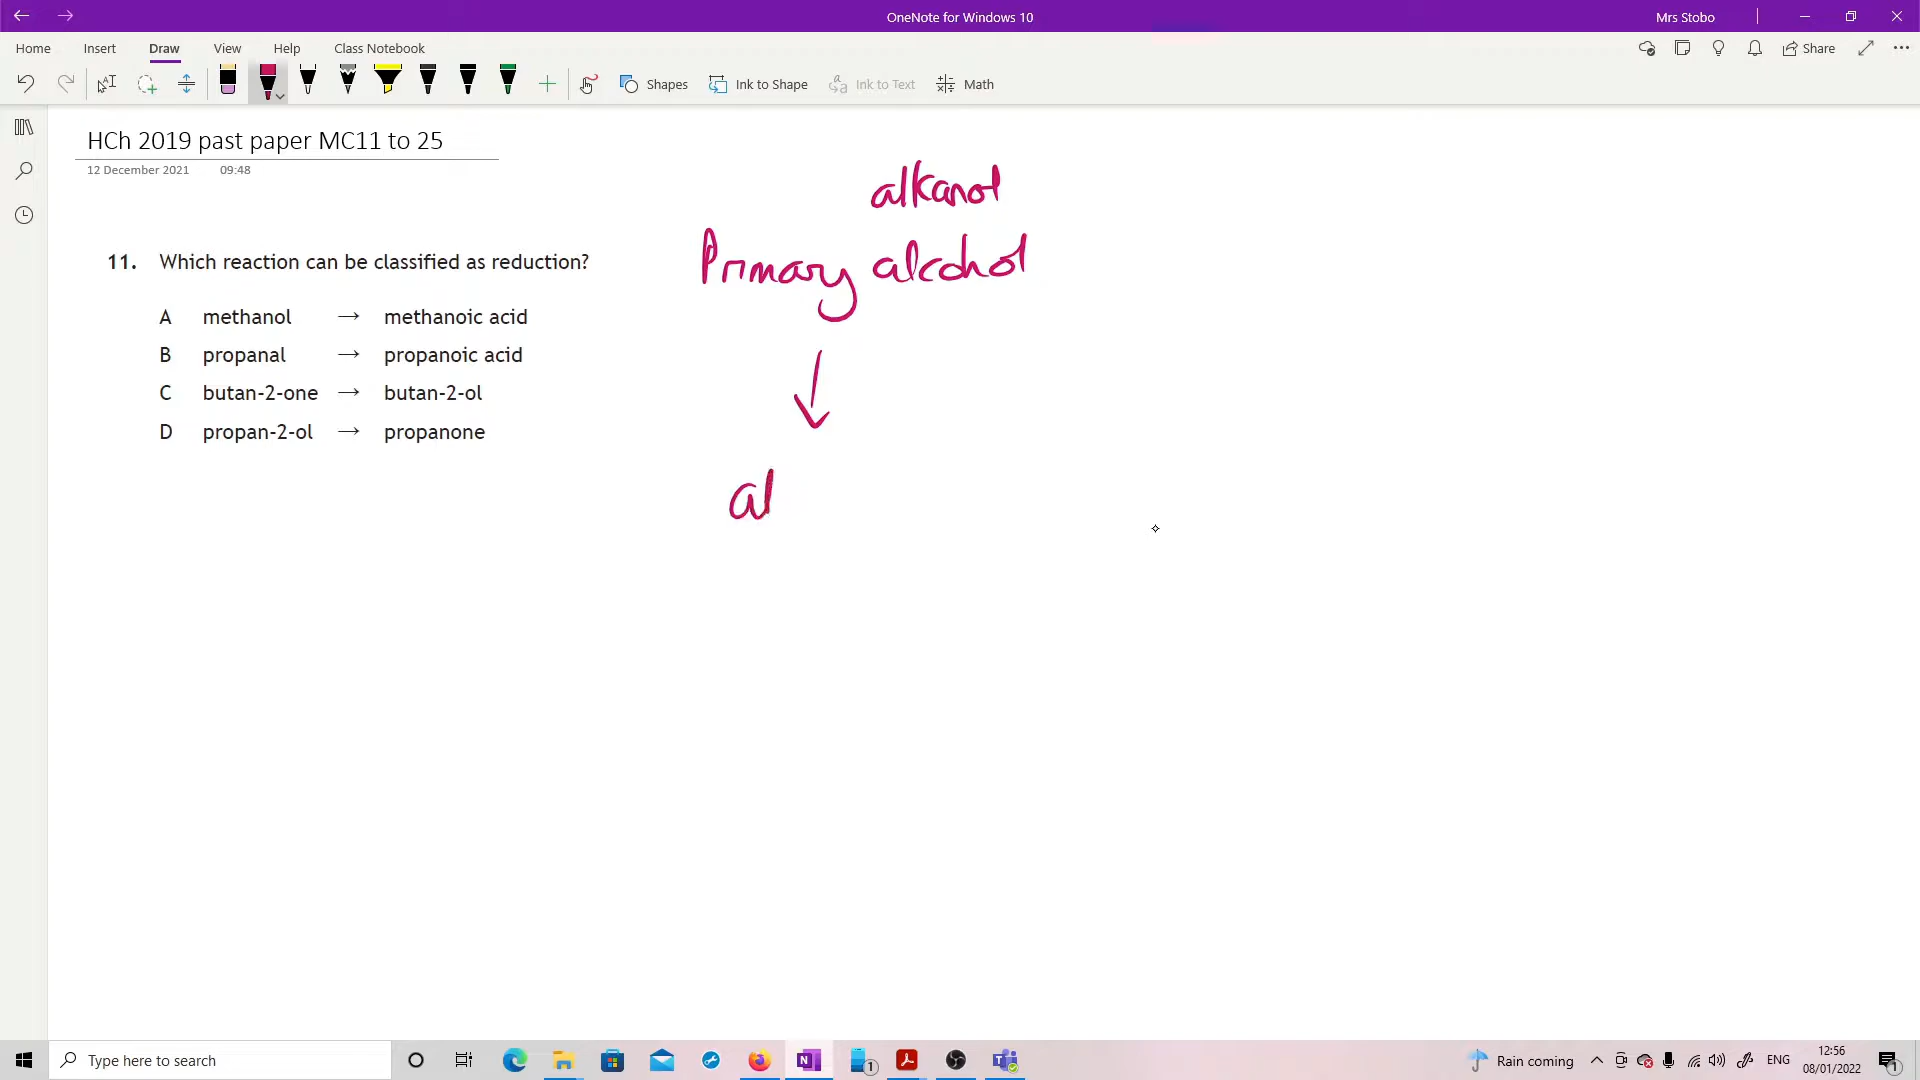 OneNote for Windows 10
Mrs Stobo
Home Insert Draw View Help Class Notebook
Share
Shapes Ink to Shape Ink to Text Math
HCh 2019 past paper MC11 to 25
12 December 2021 09:48
alkanol
Primary alcohol
al
11. Which reaction can be classified as reduction?
A methanol → methanoic acid
B propanal → propanoic acid
C butan-2-one → butan-2-ol
D propan-2-ol → propanone
Type here to search
1
Rain coming
ENG
12:56
08/01/2022
1